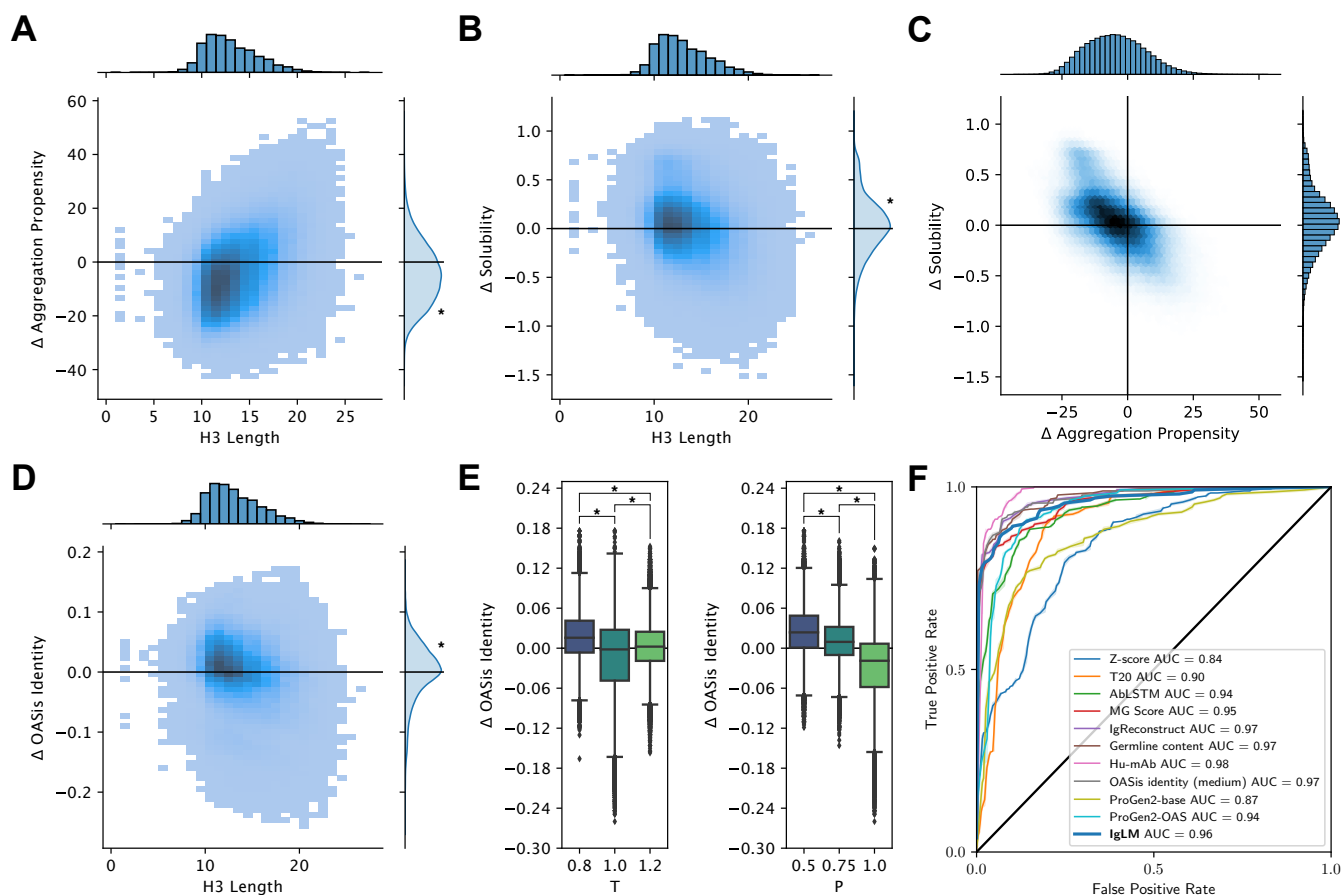 A
60
40
20
0
−20
−40
Δ Aggregation Propensity
*
0
5
10
15
20
25
H3 Length
B
1.0
0.5
0.0
−0.5
−1.0
−1.5
Δ Solubility
*
0
10
20
H3 Length
C
1.0
0.5
0.0
−0.5
−1.0
−1.5
Δ Solubility
−25
0
25
50
Δ Aggregation Propensity
D
0.2
0.1
0.0
−0.1
−0.2
Δ OASis Identity
*
0
10
20
H3 Length
E
0.24
0.18
0.12
0.06
0.00
−0.06
−0.12
−0.18
−0.24
−0.30
Δ OASis Identity
*
*
*
0.8 1.0 1.2
T
0.24
0.18
0.12
0.06
0.00
−0.06
−0.12
−0.18
−0.24
−0.30
Δ OASis Identity
*
*
*
0.5 0.75 1.0
P
F
1.0
0.5
0.0
True Positive Rate
Z-score AUC = 0.84
T20 AUC = 0.90
AbLSTM AUC = 0.94
MG Score AUC = 0.95
IgReconstruct AUC = 0.97
Germline content AUC = 0.97
Hu-mAb AUC = 0.98
OASis identity (medium) AUC = 0.97
ProGen2-base AUC = 0.87
ProGen2-OAS AUC = 0.94
IgLM AUC = 0.96
0.0
0.5
1.0
False Positive Rate